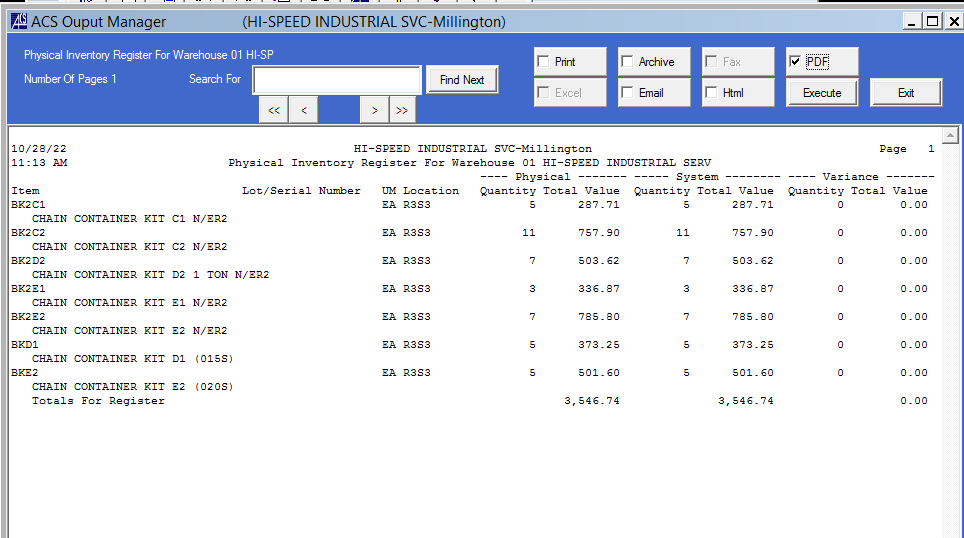 ACS ACS Ouput Manager (HI-SPEED INDUSTRIAL SVC-Millington)
Physical Inventory Register For Warehouse 01 HI-SP
Number Of Pages 1 Search For Find Next
<< < > >>
Print Archive Fax PDF
Excel Email Html Execute Exit
10/28/22 HI-SPEED INDUSTRIAL SVC-Millington Page 1
11:13 AM Physical Inventory Register For Warehouse 01 HI-SPEED INDUSTRIAL SERV
---- Physical ------- ----- System -------- ---- Variance -------
Item Lot/Serial Number UM Location Quantity Total Value Quantity Total Value Quantity Total Value
BK2C1 EA R3S3 5 287.71 5 287.71 0 0.00
CHAIN CONTAINER KIT C1 N/ER2
BK2C2 EA R3S3 11 757.90 11 757.90 0 0.00
CHAIN CONTAINER KIT C2 N/ER2
BK2D2 EA R3S3 7 503.62 7 503.62 0 0.00
CHAIN CONTAINER KIT D2 1 TON N/ER2
BK2E1 EA R3S3 3 336.87 3 336.87 0 0.00
CHAIN CONTAINER KIT E1 N/ER2
BK2E2 EA R3S3 7 785.80 7 785.80 0 0.00
CHAIN CONTAINER KIT E2 N/ER2
BKD1 EA R3S3 5 373.25 5 373.25 0 0.00
CHAIN CONTAINER KIT D1 (015S)
BKE2 EA R3S3 5 501.60 5 501.60 0 0.00
CHAIN CONTAINER KIT E2 (020S)
Totals For Register 3,546.74 3,546.74 0.00